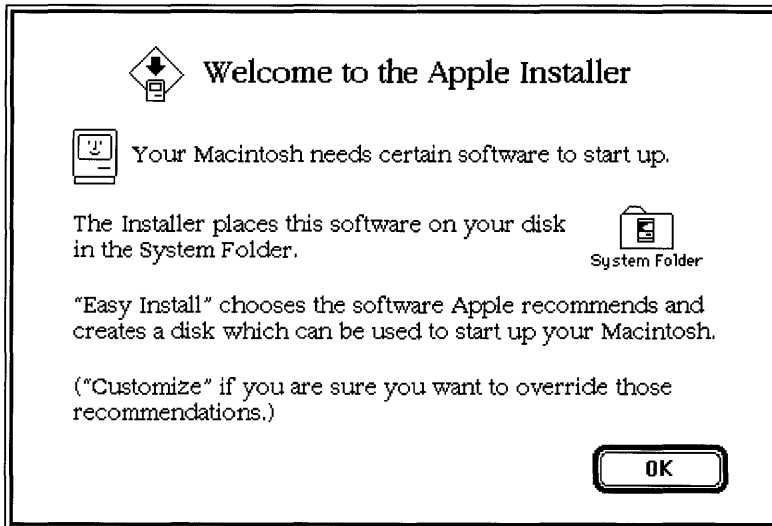 Welcome to the Apple Installer
Your Macintosh needs certain software to start up.
The Installer places this software on your disk
in the System Folder.
System Folder
"Easy Install" chooses the software Apple recommends and
creates a disk which can be used to start up your Macintosh.
("Customize" if you are sure you want to override those
recommendations.)
OK